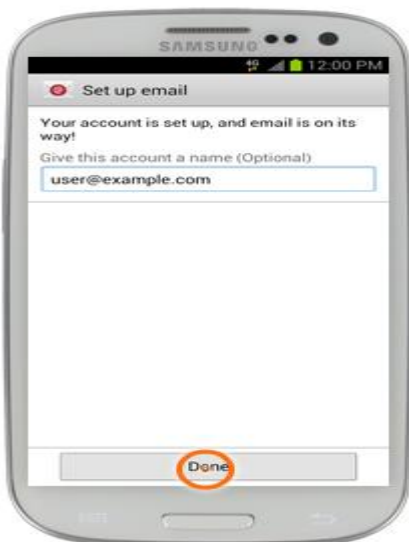 SAMSUNG
4G 12:00 PM
Set up email
Your account is set up, and email is on its
way!
Give this account a name (Optional)
user@example.com
Done